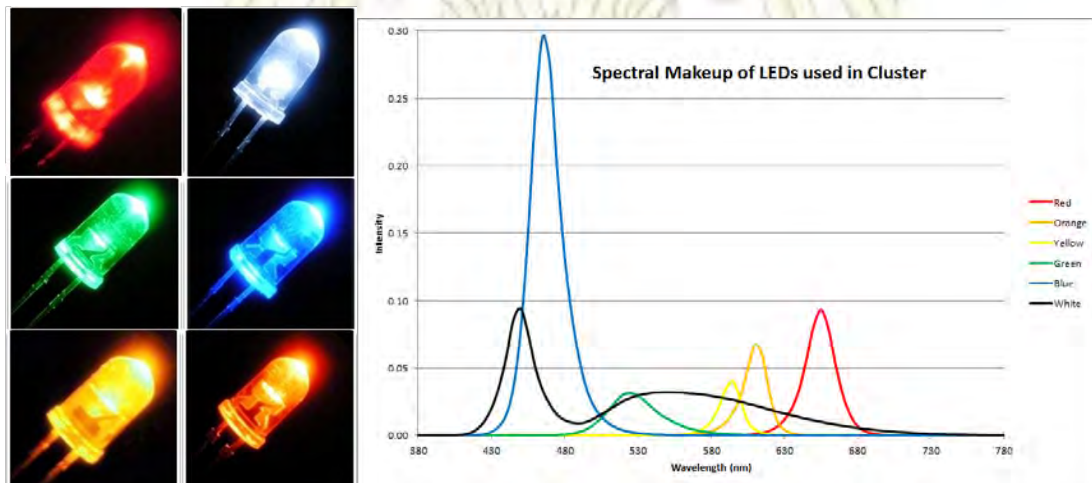 Spectral Makeup of LEDs used in Cluster
0.30
0.25
0.20
0.15
0.10
0.05
0.00
Intensity
380 430 480 530 580 630 680 730 780
Wavelength (nm)
Red
Orange
Yellow
Green
Blue
White